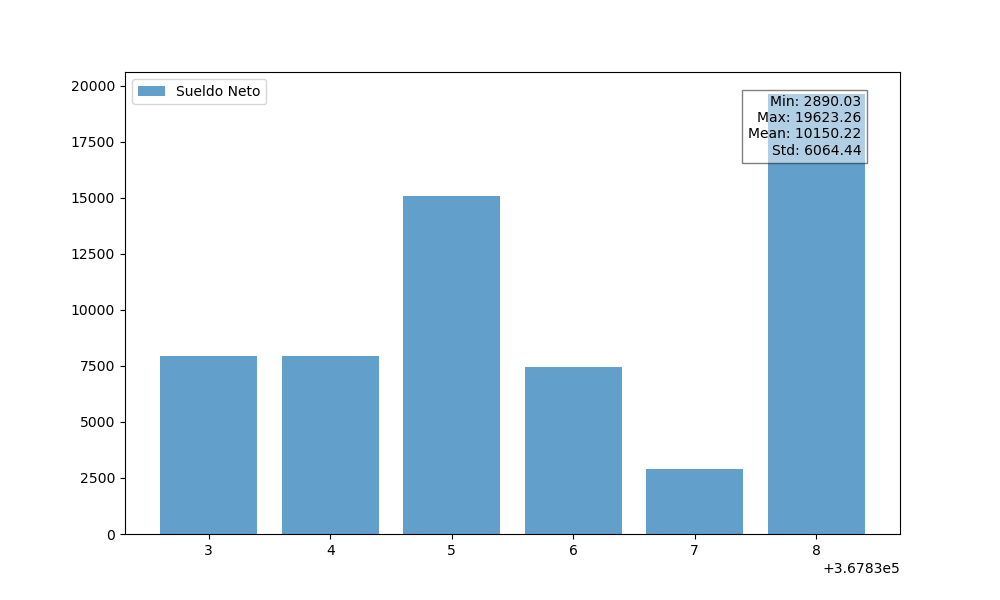 Sueldo Neto
Min: 2890.03
Max: 19623.26
Mean: 10150.22
Std: 6064.44
20000
17500
15000
12500
10000
7500
5000
2500
0
3 4 5 6 7 8
+3.6783e5